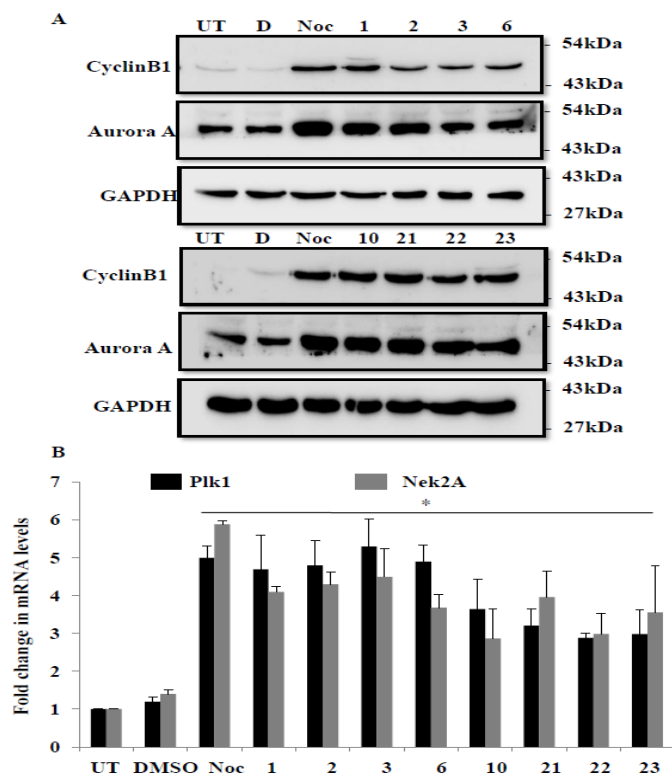 A
UT D Noc 1 2 3 6
CyclinB1
54kDa
43kDa
Aurora A
54kDa
43kDa
GAPDH
43kDa
27kDa
UT D Noc 10 21 22 23
CyclinB1
54kDa
43kDa
Aurora A
54kDa
43kDa
GAPDH
43kDa
27kDa
B
Plk1 Nek2A
*
Fold change in mRNA levels
7
6
5
4
3
2
1
0
UT DMSO Noc 1 2 3 6 10 21 22 23